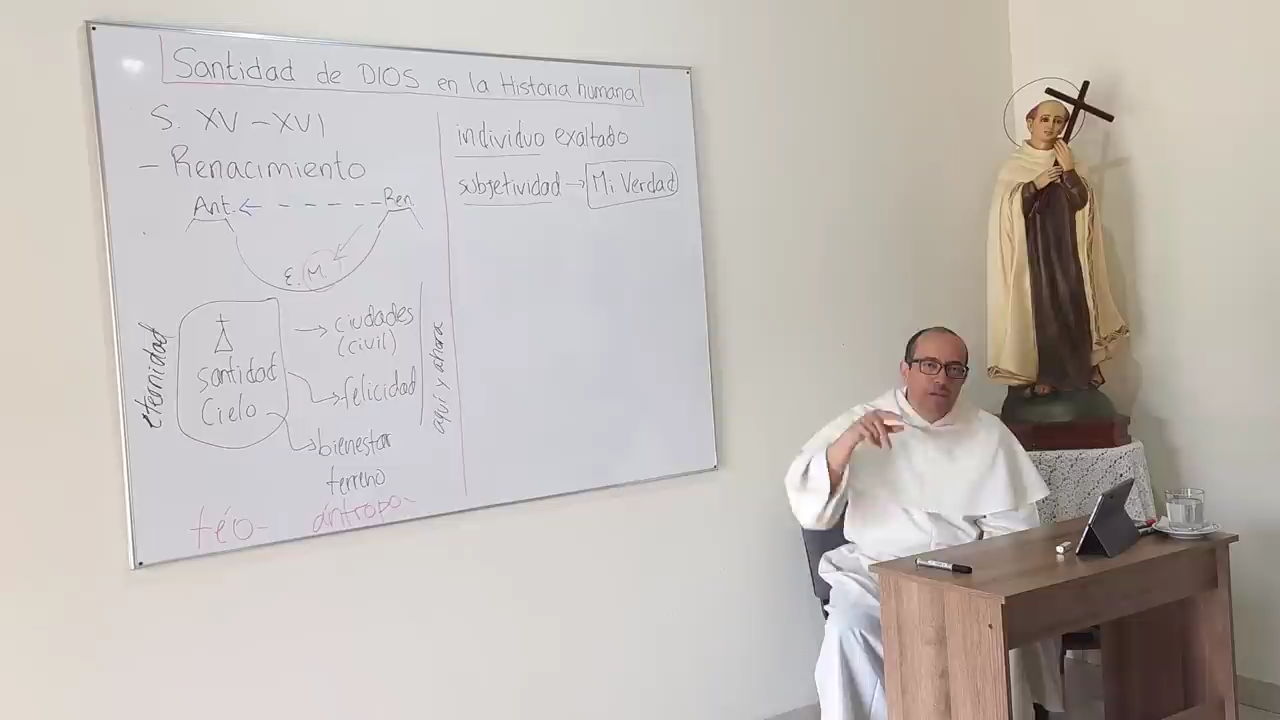 Santidad de DIOS en la Historia humana
S. XV - XVI
- Renacimiento
Ant. Ren.
E. M.
eternidad
santidad
Cielo
ciudades
(civil)
felicidad
bienestar
terreno
aquí y ahora
téo- ántropo-
individuo exaltado
subjetividad → Mi Verdad